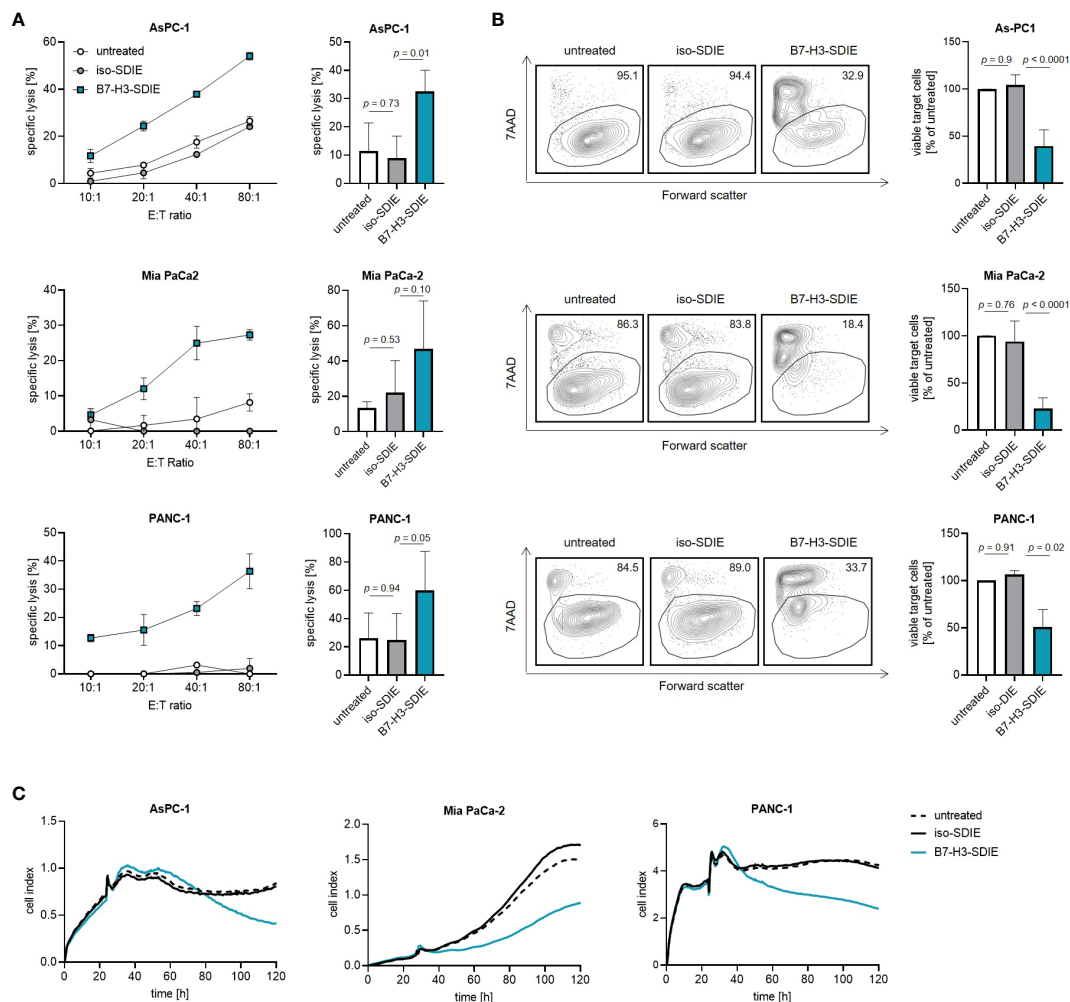 A
AsPC-1
untreated
iso-SDIE
B7-H3-SDIE
specific lysis [%]
60
40
20
0
10:1 20:1 40:1 80:1
E:T ratio
AsPC-1
p = 0.01
p = 0.73
specific lysis [%]
50
40
30
20
10
0
untreated
iso-SDIE
B7-H3-SDIE
Mia PaCa2
specific lysis [%]
40
30
20
10
0
10:1 20:1 40:1 80:1
E:T Ratio
Mia PaCa-2
p = 0.10
p = 0.53
specific lysis [%]
80
60
40
20
0
untreated
iso-SDIE
B7-H3-SDIE
PANC-1
specific lysis [%]
50
40
30
20
10
0
10:1 20:1 40:1 80:1
E:T ratio
PANC-1
p = 0.05
p = 0.94
specific lysis [%]
100
80
60
40
20
0
untreated
iso-SDIE
B7-H3-SDIE
B
untreated iso-SDIE B7-H3-SDIE
95.1 94.4 32.9
7AAD
Forward scatter
As-PC1
p = 0.9 p < 0.0001
viable target cells
[% of untreated]
150
100
50
0
untreated
iso-SDIE
B7-H3-SDIE
untreated iso-SDIE B7-H3-SDIE
86.3 83.8 18.4
7AAD
Forward scatter
Mia PaCa-2
p = 0.76 p < 0.0001
viable target cells
[% of untreated]
150
100
50
0
untreated
iso-SDIE
B7-H3-SDIE
untreated iso-SDIE B7-H3-SDIE
84.5 89.0 33.7
7AAD
Forward scatter
PANC-1
p = 0.91 p = 0.02
viable target cells
[% of untreated]
150
100
50
0
untreated
iso-DIE
B7-H3-SDIE
C
AsPC-1
cell index
1.5
1.0
0.5
0.0
0 20 40 60 80 100 120
time [h]
Mia PaCa-2
cell index
2.0
1.5
1.0
0.5
0.0
0 20 40 60 80 100 120
time [h]
PANC-1
cell index
6
4
2
0
0 20 40 60 80 100 120
time [h]
untreated
iso-SDIE
B7-H3-SDIE